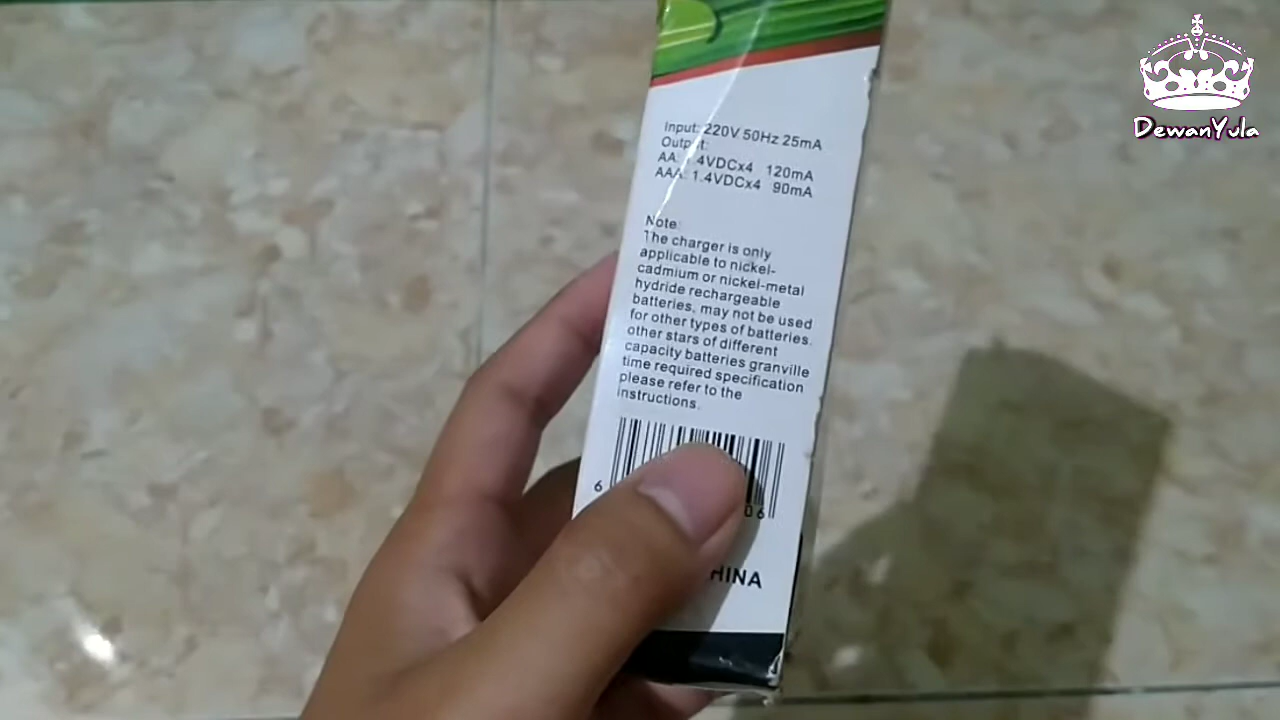 DewanYula
Input: 220V 50Hz 25mA
Output:
AA: 1.4VDCx4 120mA
AAA: 1.4VDCx4 90mA
Note:
The charger is only
applicable to nickel-
cadmium or nickel-metal
hydride rechargeable
batteries, may not be used
for other types of batteries.
other stars of different
capacity batteries granville
time required specification
please refer to the
instructions.
6
06